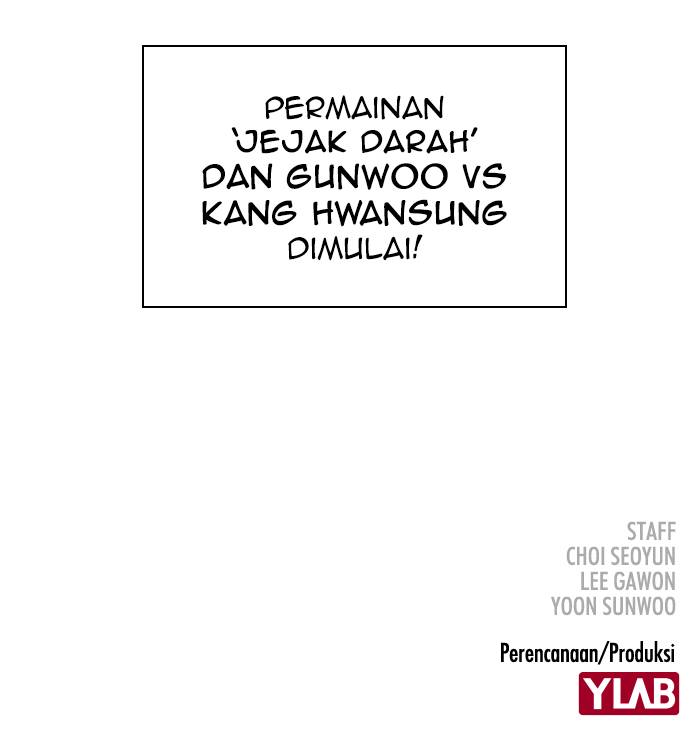 PERMAINAN
'JEJAK DARAH'
DAN GUNWOO VS
KANG HWANSUNG
DIMULAI!
STAFF
CHOI SEOYUN
LEE GAWON
YOON SUNWOO
Perencanaan/Produksi
YLAB